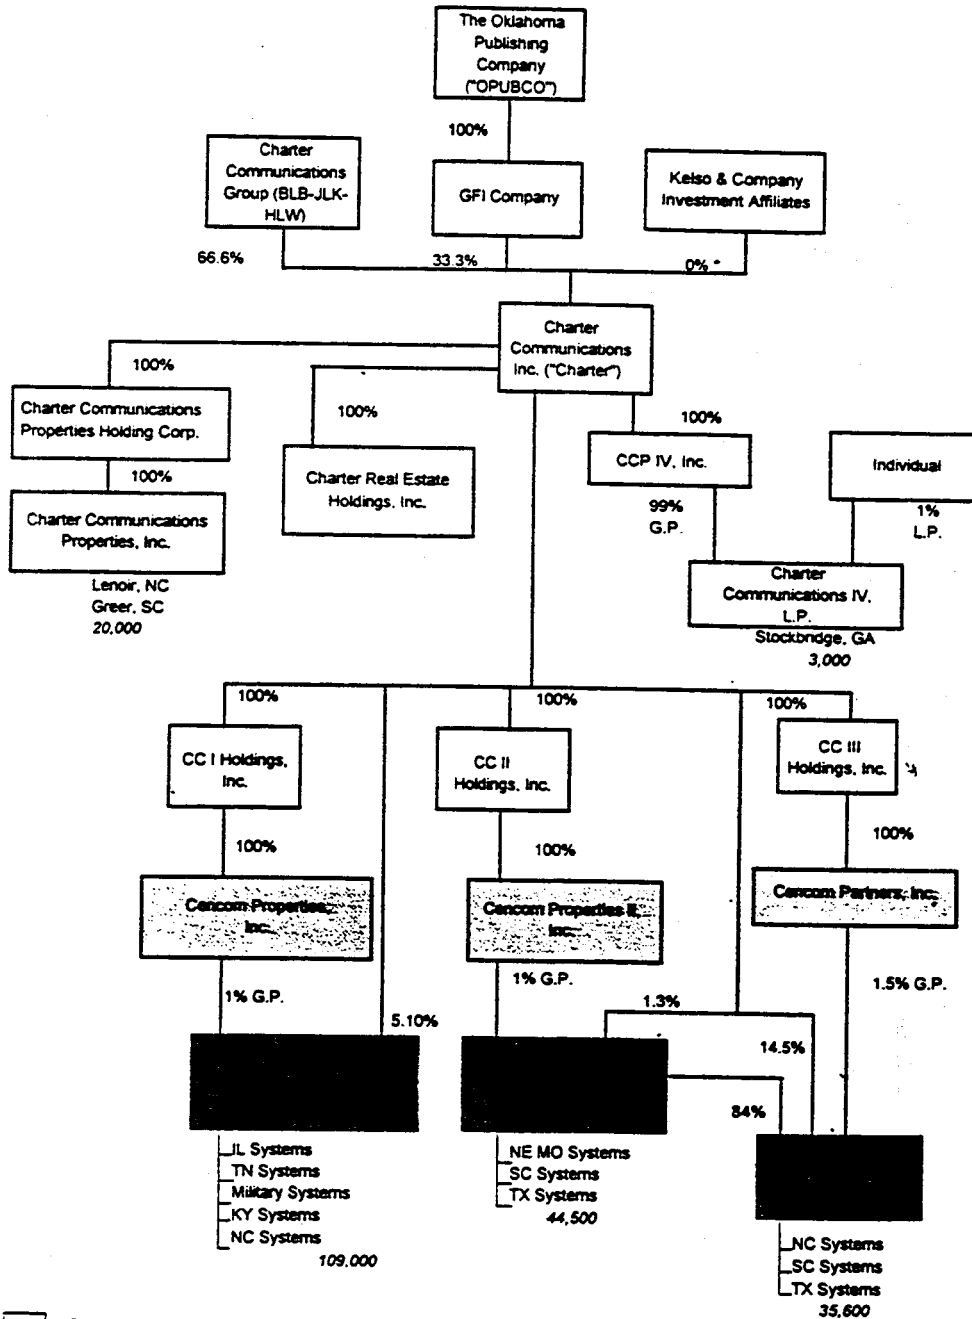 The Oklahoma
Publishing
Company
("OPUBCO")
100%
Charter
Communications
Group (BLB-JLK-
HLW)
GFI Company
Kelso & Company
Investment Affiliates
66.6%
33.3%
0% *
Charter
Communications
Inc. ("Charter")
100%
100%
100%
Charter Communications
Properties Holding Corp.
100%
Charter Communications
Properties, Inc.
Lenoir, NC
Greer, SC
20,000
Charter Real Estate
Holdings, Inc.
CCP IV, Inc.
Individual
99%
G.P.
1%
L.P.
Charter
Communications IV,
L.P.
Stockbridge, GA
3,000
100%
100%
100%
CC I Holdings,
Inc.
CC II
Holdings, Inc.
CC III
Holdings, Inc.
100%
100%
100%
Cencom Properties,
Inc.
Cencom Properties II,
Inc.
Cencom Partners, Inc.
1% G.P.
5.10%
1% G.P.
1.3%
14.5%
1.5% G.P.
84%
IL Systems
TN Systems
Military Systems
KY Systems
NC Systems
109,000
NE MO Systems
SC Systems
TX Systems
44,500
NC Systems
SC Systems
TX Systems
35,600